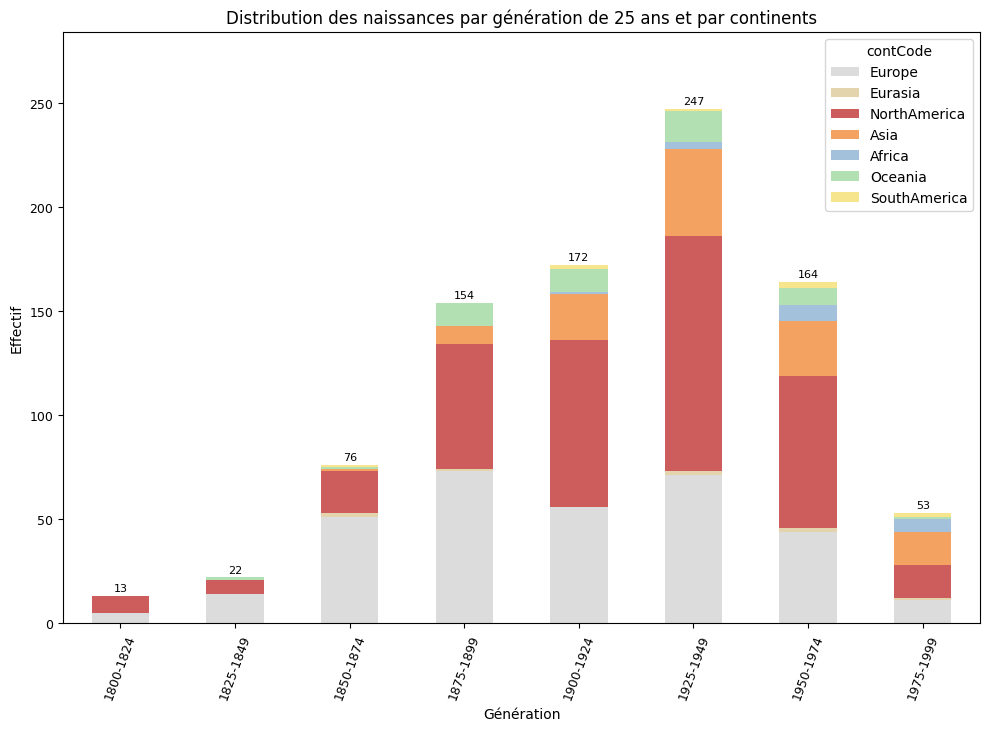 Distribution des naissances par génération de 25 ans et par continents
contCode
Europe
Eurasia
NorthAmerica
Asia
Africa
Oceania
SouthAmerica
Effectif
250
200
150
100
50
0
13
22
76
154
172
247
164
53
1800-1824
1825-1849
1850-1874
1875-1899
1900-1924
1925-1949
1950-1974
1975-1999
Génération